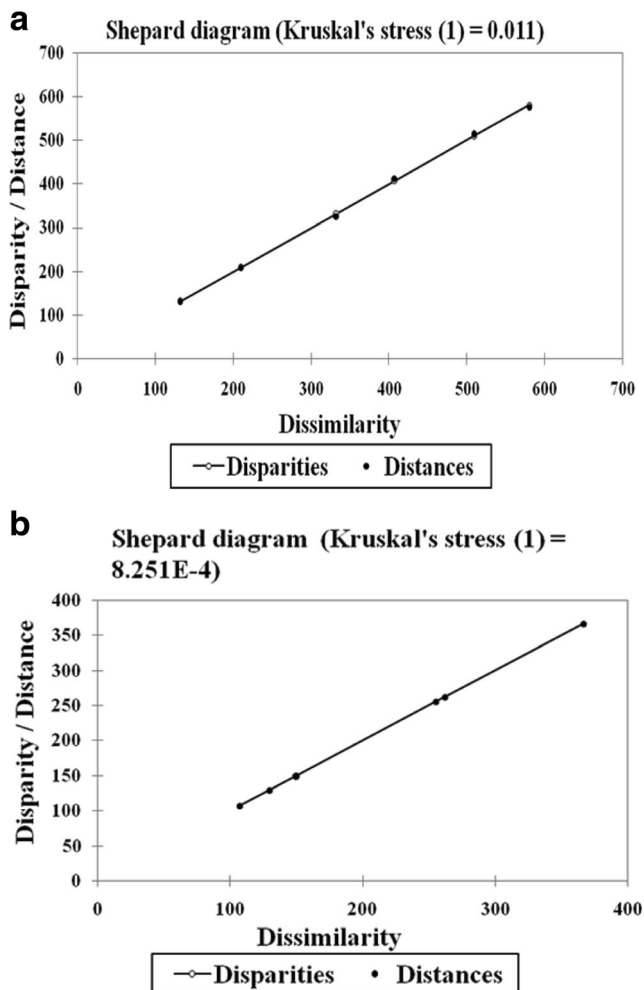 a
Shepard diagram (Kruskal's stress (1) = 0.011)
700
600
500
400
300
200
100
0
Disparity / Distance
0 100 200 300 400 500 600 700
Dissimilarity
Disparities Distances
b
Shepard diagram (Kruskal's stress (1) =
8.251E-4)
400
350
300
250
200
150
100
50
0
Disparity / Distance
0 100 200 300 400
Dissimilarity
Disparities Distances